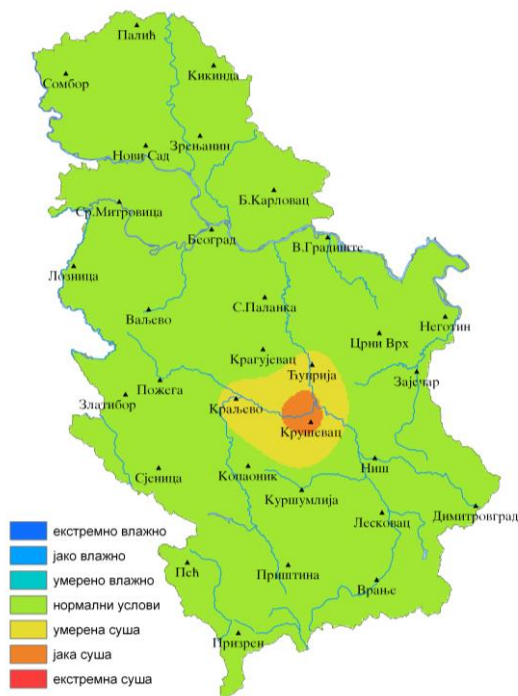 Палић
Кикинда
Сомбор
Зрењанин
Нови Сад
Б.Карловац
Ср.Митровица
Београд
В.Градиште
Лозница
С.Паланка
Ваљево
Неготин
Црни Врх
Крагујевац
Ћуприја
Зајечар
Пожега
Златибор
Краљево
Крушевац
Ниш
Сјеница
Копаоник
Куршумлија
Димитровград
Лесковац
Пећ
Приштина
Врање
Призрен
екстремно влажно
јако влажно
умерено влажно
нормални услови
умерена суша
јака суша
екстремна суша